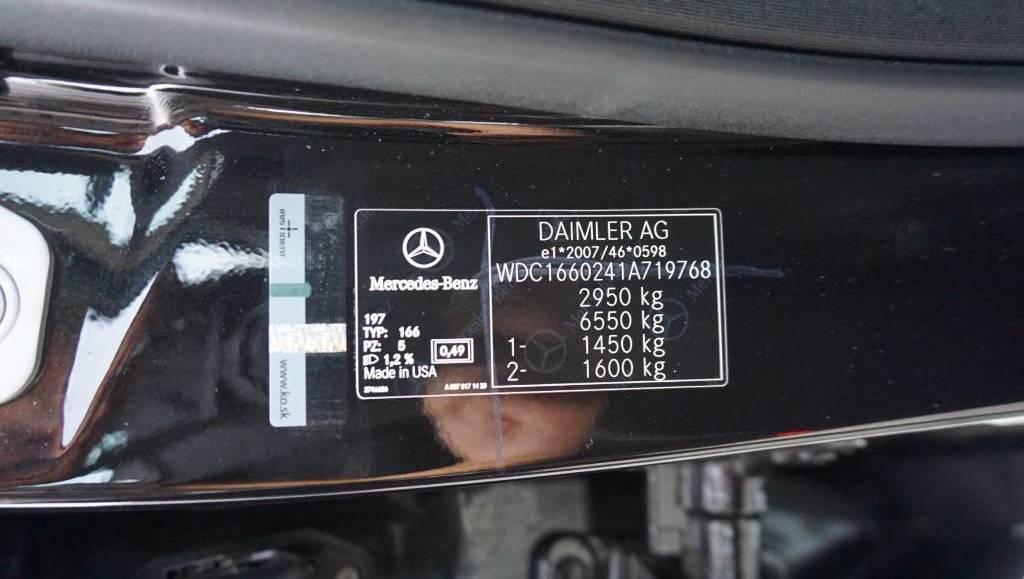 www.ko.sk
Mercedes-Benz
197
TYP: 166
PZ: 5
1,2 %
0,49
Made in USA
DAIMLER AG
e1*2007/46*0598
WDC1660241A719768
2950 kg
6550 kg
1- 1450 kg
2- 1600 kg